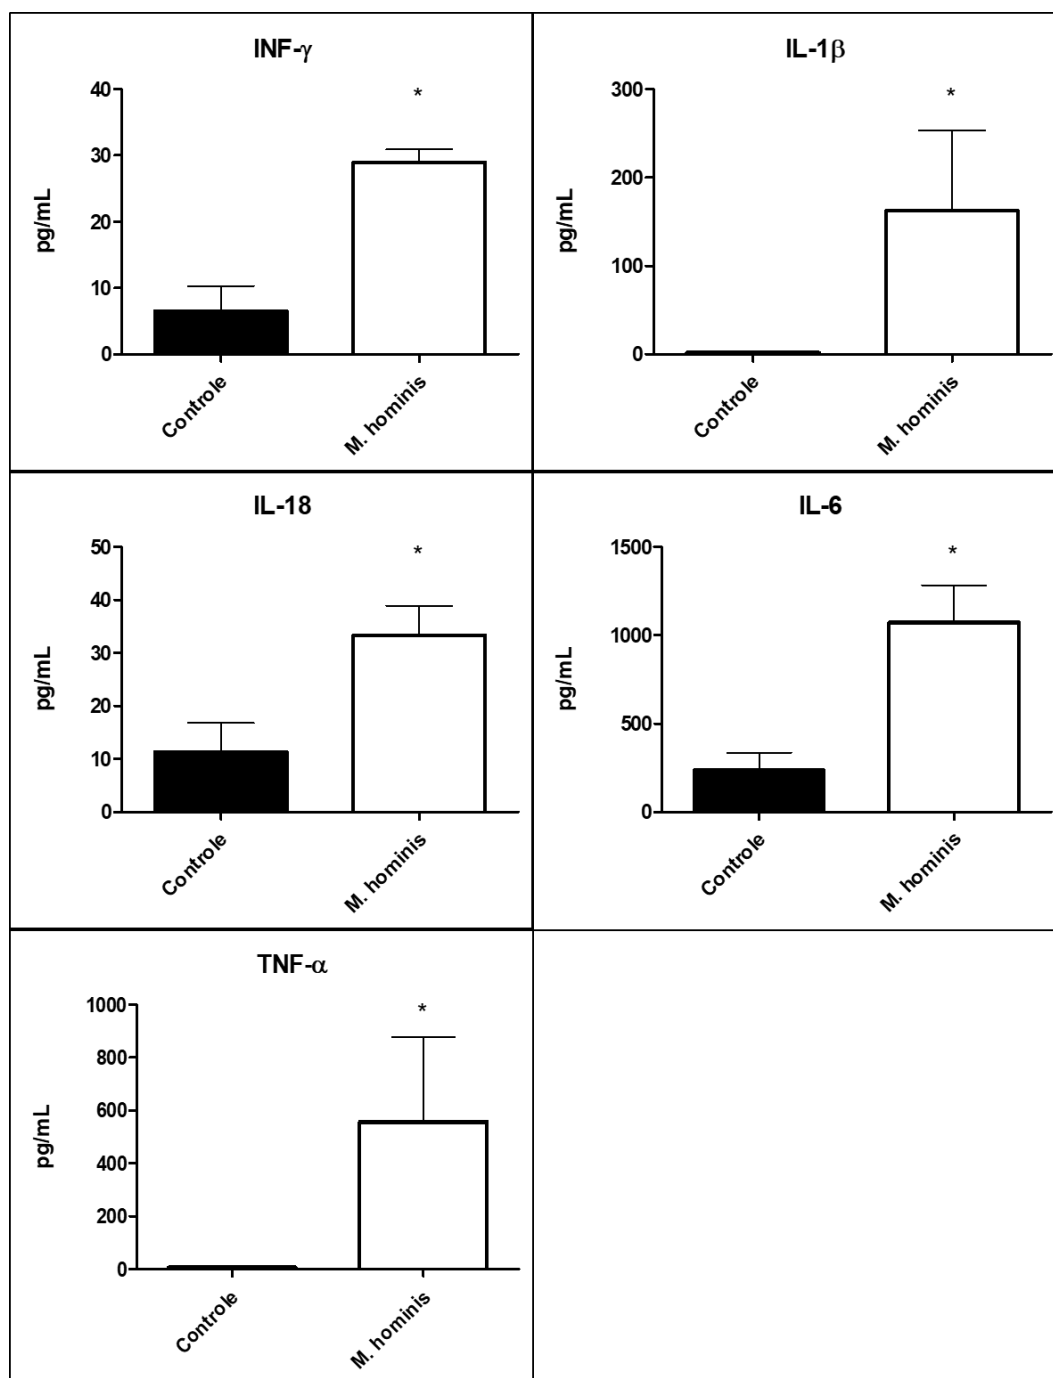 INF-γ
*
40
30
20
10
0
pg/mL
Controle
M. hominis
IL-1β
*
300
200
100
0
pg/mL
Controle
M. hominis
IL-18
*
50
40
30
20
10
0
pg/mL
Controle
M. hominis
IL-6
*
1500
1000
500
0
pg/mL
Controle
M. hominis
TNF-α
*
1000
800
600
400
200
0
pg/mL
Controle
M. hominis